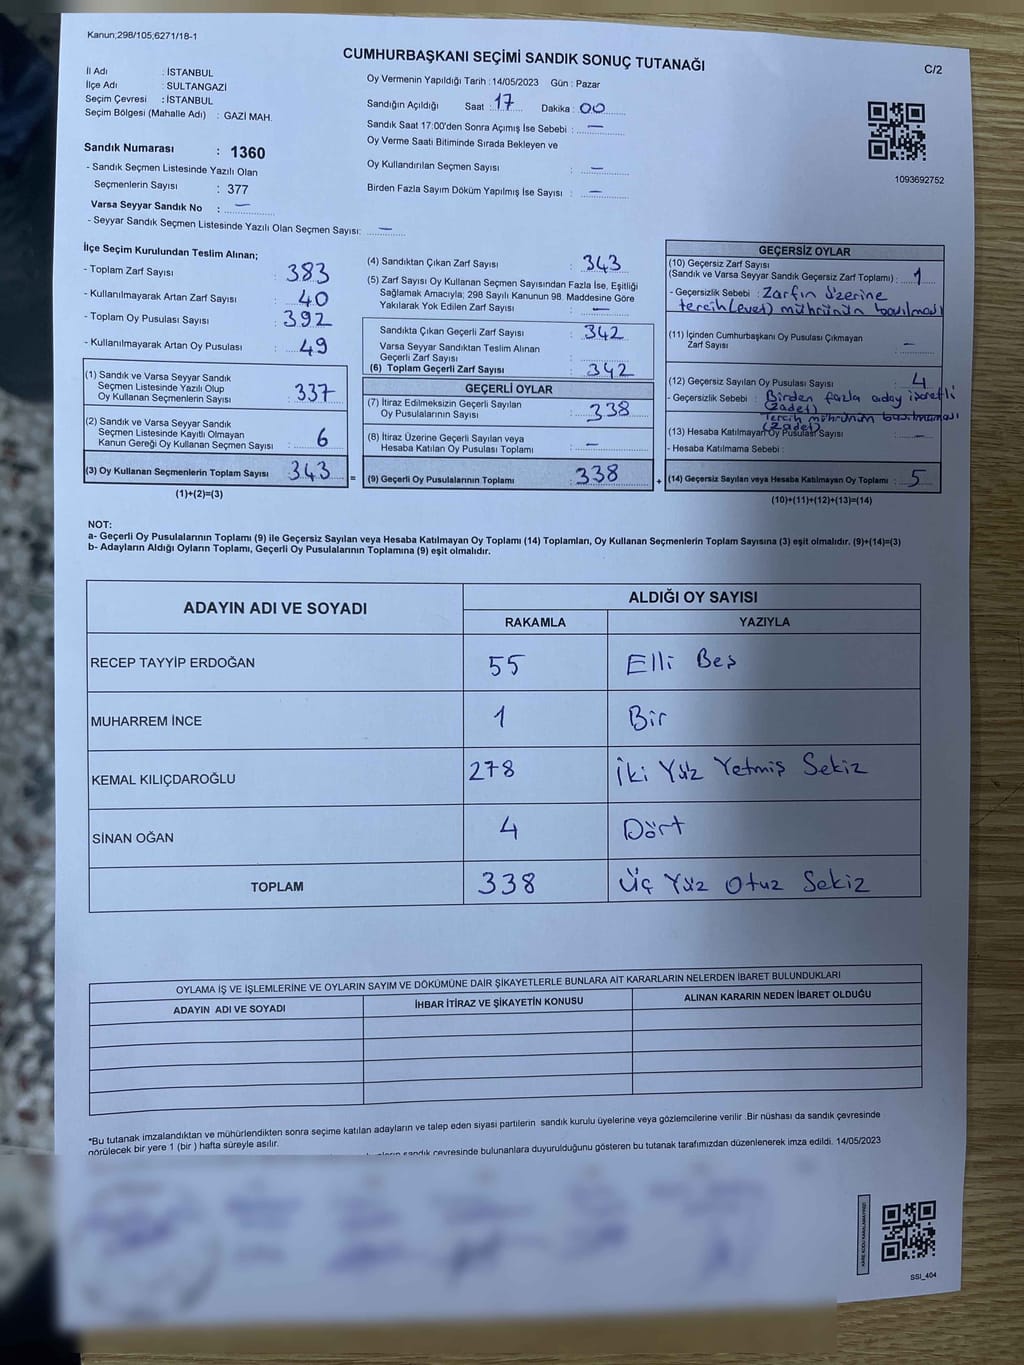 Kanun;298/105;6271/18-1
CUMHURBAŞKANI SEÇİMİ SANDIK SONUÇ TUTANAĞI
C/2
İl Adı : İSTANBUL
İlçe Adı : SULTANGAZİ
Seçim Çevresi : İSTANBUL
Seçim Bölgesi (Mahalle Adı) : GAZİ MAH.
Sandık Numarası : 1360
- Sandık Seçmen Listesinde Yazılı Olan
Seçmenlerin Sayısı : 377
Varsa Seyyar Sandık No : —
- Seyyar Sandık Seçmen Listesinde Yazılı Olan Seçmen Sayısı: —
Oy Vermenin Yapıldığı Tarih : 14/05/2023 Gün : Pazar
Sandığın Açıldığı Saat : 17 Dakika : 00
Sandık Saat 17:00'den Sonra Açımış İse Sebebi : —
Oy Verme Saati Bitiminde Sırada Bekleyen ve
Oy Kullandırılan Seçmen Sayısı : —
Birden Fazla Sayım Döküm Yapılmış İse Sayısı : —
1093692752
İlçe Seçim Kurulundan Teslim Alınan;
- Toplam Zarf Sayısı : 383
- Kullanılmayarak Artan Zarf Sayısı : 40
- Toplam Oy Pusulası Sayısı : 392
- Kullanılmayarak Artan Oy Pusulası : 49
(1) Sandık ve Varsa Seyyar Sandık
Seçmen Listesinde Yazılı Olup
Oy Kullanan Seçmenlerin Sayısı : 337
(2) Sandık ve Varsa Seyyar Sandık
Seçmen Listesinde Kayıtlı Olmayan
Kanun Gereği Oy Kullanan Seçmen Sayısı : 6
(3) Oy Kullanan Seçmenlerin Toplam Sayısı : 343 =
(1)+(2)=(3)
(4) Sandıktan Çıkan Zarf Sayısı : 343
(5) Zarf Sayısı Oy Kullanan Seçmen Sayısından Fazla İse, Eşitliği
Sağlamak Amacıyla; 298 Sayılı Kanunun 98. Maddesine Göre
Yakılarak Yok Edilen Zarf Sayısı : —
Sandıkta Çıkan Geçerli Zarf Sayısı : 342
Varsa Seyyar Sandıktan Teslim Alınan
Geçerli Zarf Sayısı :
(6) Toplam Geçerli Zarf Sayısı : 342
GEÇERLİ OYLAR
(7) İtiraz Edilmeksizin Geçerli Sayılan
Oy Pusulalarının Sayısı : 338
(8) İtiraz Üzerine Geçerli Sayılan veya
Hesaba Katılan Oy Pusulası Toplamı : —
(9) Geçerli Oy Pusulalarının Toplamı : 338 +
GEÇERSİZ OYLAR
(10) Geçersiz Zarf Sayısı
(Sandık ve Varsa Seyyar Sandık Geçersiz Zarf Toplamı) : 1
- Geçersizlik Sebebi : Zarfın üzerine
tercih(evet) mührünün basılması
(11) İçinden Cumhurbaşkanı Oy Pusulası Çıkmayan
Zarf Sayısı : —
(12) Geçersiz Sayılan Oy Pusulası Sayısı : 4
- Geçersizlik Sebebi : Birden fazla aday işaretli
(2adet)
Tercih mührünün basılmaması
(2adet)
(13) Hesaba Katılmayan Oy Pusulası Sayısı : —
- Hesaba Katılmama Sebebi :
(14) Geçersiz Sayılan veya Hesaba Katılmayan Oy Toplamı : 5
(10)+(11)+(12)+(13)=(14)
NOT:
a- Geçerli Oy Pusulalarının Toplamı (9) ile Geçersiz Sayılan veya Hesaba Katılmayan Oy Toplamı (14) Toplamları, Oy Kullanan Seçmenlerin Toplam Sayısına (3) eşit olmalıdır. (9)+(14)=(3)
b- Adayların Aldığı Oyların Toplamı, Geçerli Oy Pusulalarının Toplamına (9) eşit olmalıdır.
ADAYIN ADI VE SOYADI ALDIĞI OY SAYISI
RAKAMLA YAZIYLA
RECEP TAYYİP ERDOĞAN 55 Elli Beş
MUHARREM İNCE 1 Bir
KEMAL KILIÇDAROĞLU 278 İki Yüz Yetmiş Sekiz
SİNAN OĞAN 4 Dört
TOPLAM 338 Üç Yüz Otuz Sekiz
OYLAMA İŞ VE İŞLEMLERİNE VE OYLARIN SAYIM VE DÖKÜMÜNE DAİR ŞİKAYETLERLE BUNLARA AİT KARARLARIN NELERDEN İBARET BULUNDUKLARI
ADAYIN ADI VE SOYADI İHBAR İTİRAZ VE ŞİKAYETİN KONUSU ALINAN KARARIN NEDEN İBARET OLDUĞU
*Bu tutanak imzalandıktan ve mühürlendikten sonra seçime katılan adayların ve talep eden siyasi partilerin sandık kurulu üyelerine veya gözlemcilerine verilir .Bir nüshası da sandık çevresinde
görülecek bir yere 1 (bir ) hafta süreyle asılır.
sandık çevresinde bulunanlara duyurulduğunu gösteren bu tutanak tarafımızdan düzenlenerek imza edildi. 14/05/2023
SSI_404